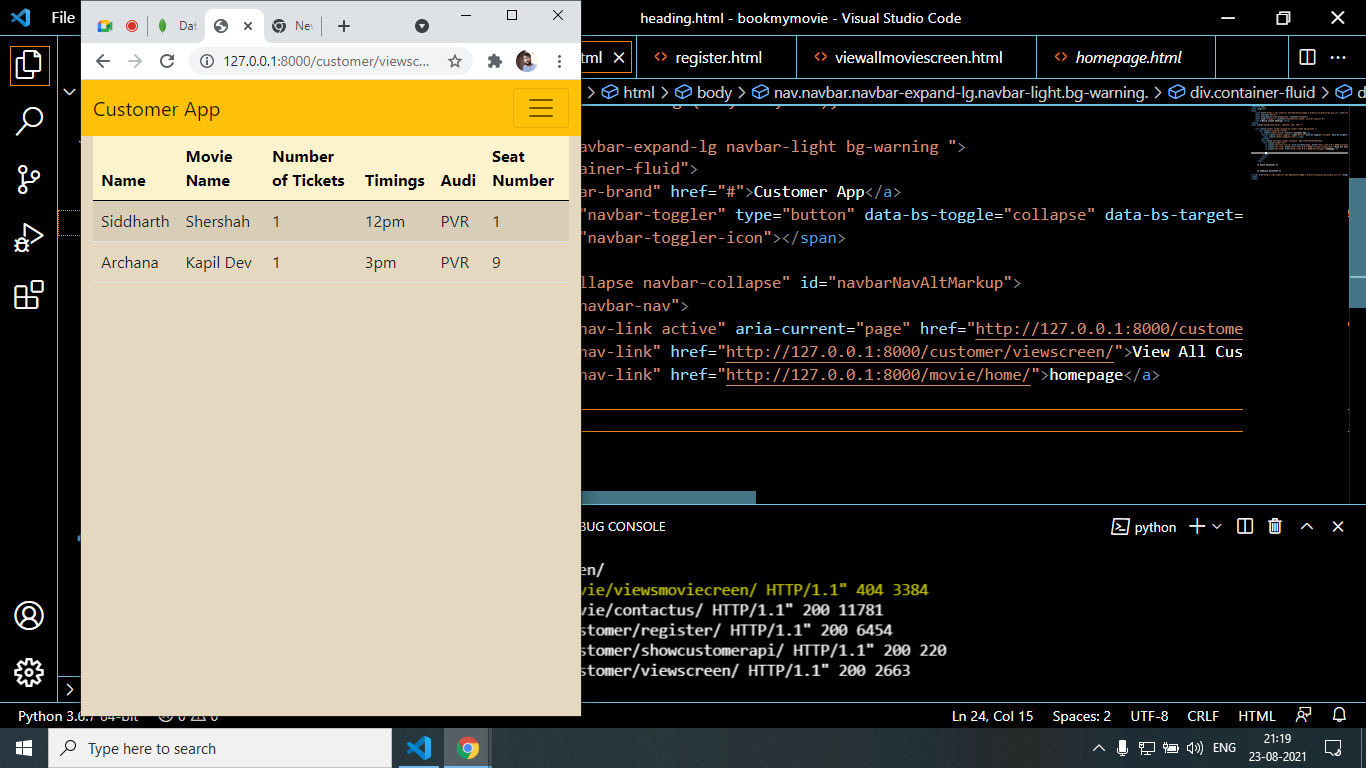 File
heading.html - bookmymovie - Visual Studio Code
Dat
Nev
127.0.0.1:8000/customer/viewsc...
tml
register.html
viewallmoviescreen.html
homepage.html
html
body
nav.navbar.navbar-expand-lg.navbar-light.bg-warning.
div.container-fluid
d
Customer App
Name
Movie Name
Number of Tickets
Timings
Audi
Seat Number
Siddharth Shershah 1 12pm PVR 1
Archana Kapil Dev 1 3pm PVR 9
avbar-expand-lg navbar-light bg-warning ">
ainer-fluid">
ar-brand" href="#">Customer App</a>
"navbar-toggler" type="button" data-bs-toggle="collapse" data-bs-target=
"navbar-toggler-icon"></span>
llapse navbar-collapse" id="navbarNavAltMarkup">
navbar-nav">
nav-link active" aria-current="page" href="http://127.0.0.1:8000/custome
nav-link" href="http://127.0.0.1:8000/customer/viewscreen/">View All Cus
nav-link" href="http://127.0.0.1:8000/movie/home/">homepage</a>
BUG CONSOLE
python
en/
vie/viewsmoviecreen/ HTTP/1.1" 404 3384
vie/contactus/ HTTP/1.1" 200 11781
stomer/register/ HTTP/1.1" 200 6454
stomer/showcustomerapi/ HTTP/1.1" 200 220
stomer/viewscreen/ HTTP/1.1" 200 2663
Ln 24, Col 15
Spaces: 2
UTF-8
CRLF
HTML
Type here to search
ENG
21:19
23-08-2021